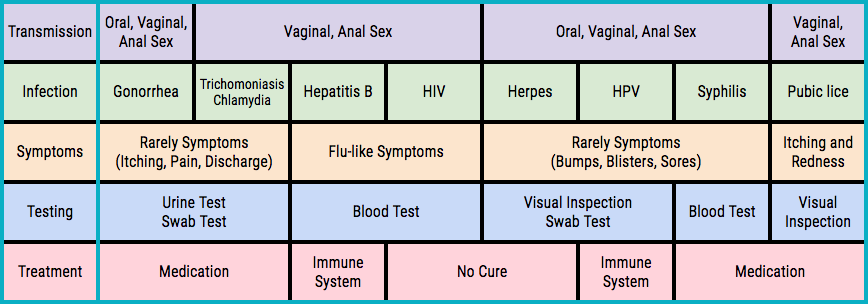 Transmission
Oral, Vaginal,
Anal Sex
Vaginal, Anal Sex
Oral, Vaginal, Anal Sex
Vaginal,
Anal Sex
Infection
Gonorrhea
Trichomoniasis
Chlamydia
Hepatitis B
HIV
Herpes
HPV
Syphilis
Pubic lice
Symptoms
Rarely Symptoms
(Itching, Pain, Discharge)
Flu-like Symptoms
Rarely Symptoms
(Bumps, Blisters, Sores)
Itching and
Redness
Testing
Urine Test
Swab Test
Blood Test
Visual Inspection
Swab Test
Blood Test
Visual
Inspection
Treatment
Medication
Immune
System
No Cure
Immune
System
Medication